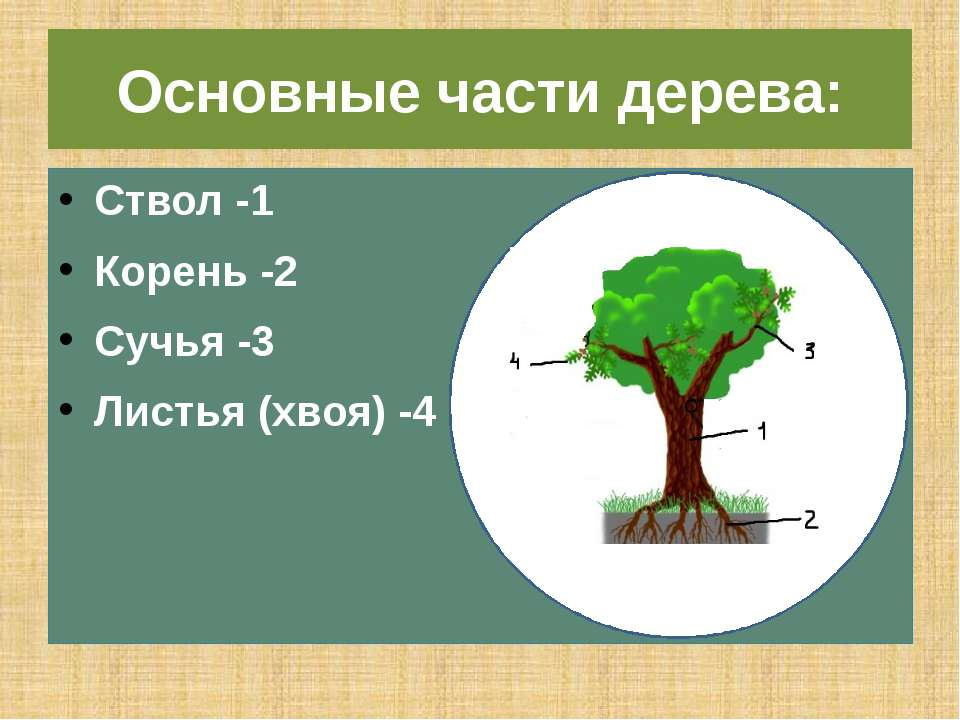 Основные части дерева:
• Ствол -1
• Корень -2
• Сучья -3
• Листья (хвоя) -4
4
3
1
2